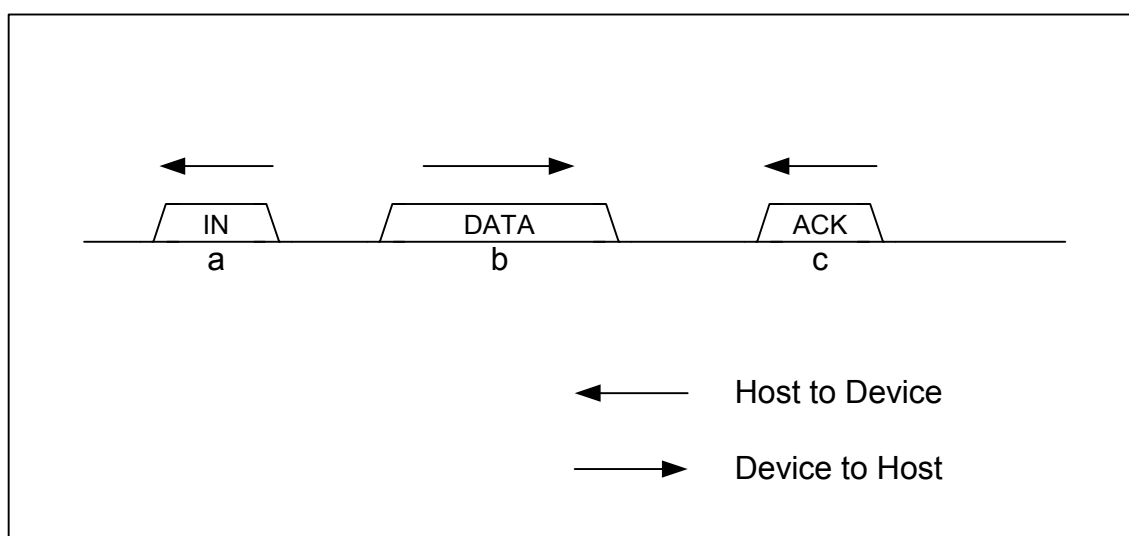 IN DATA ACK
a b c
Host to Device
Device to Host